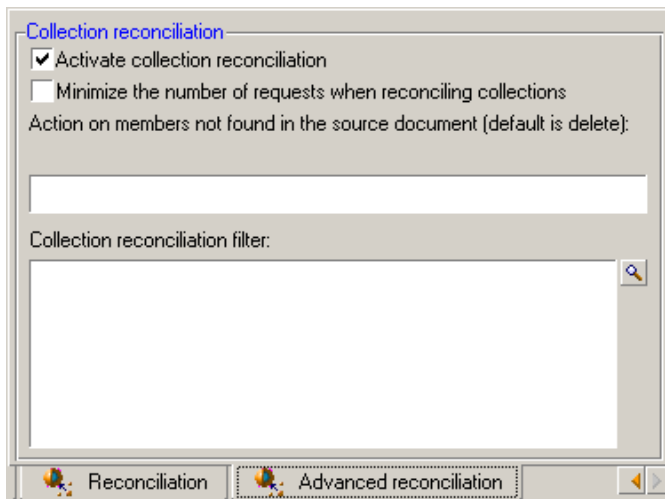 Collection reconciliation
Activate collection reconciliation
Minimize the number of requests when reconciling collections
Action on members not found in the source document (default is delete):
Collection reconciliation filter:
Reconciliation
Advanced reconciliation